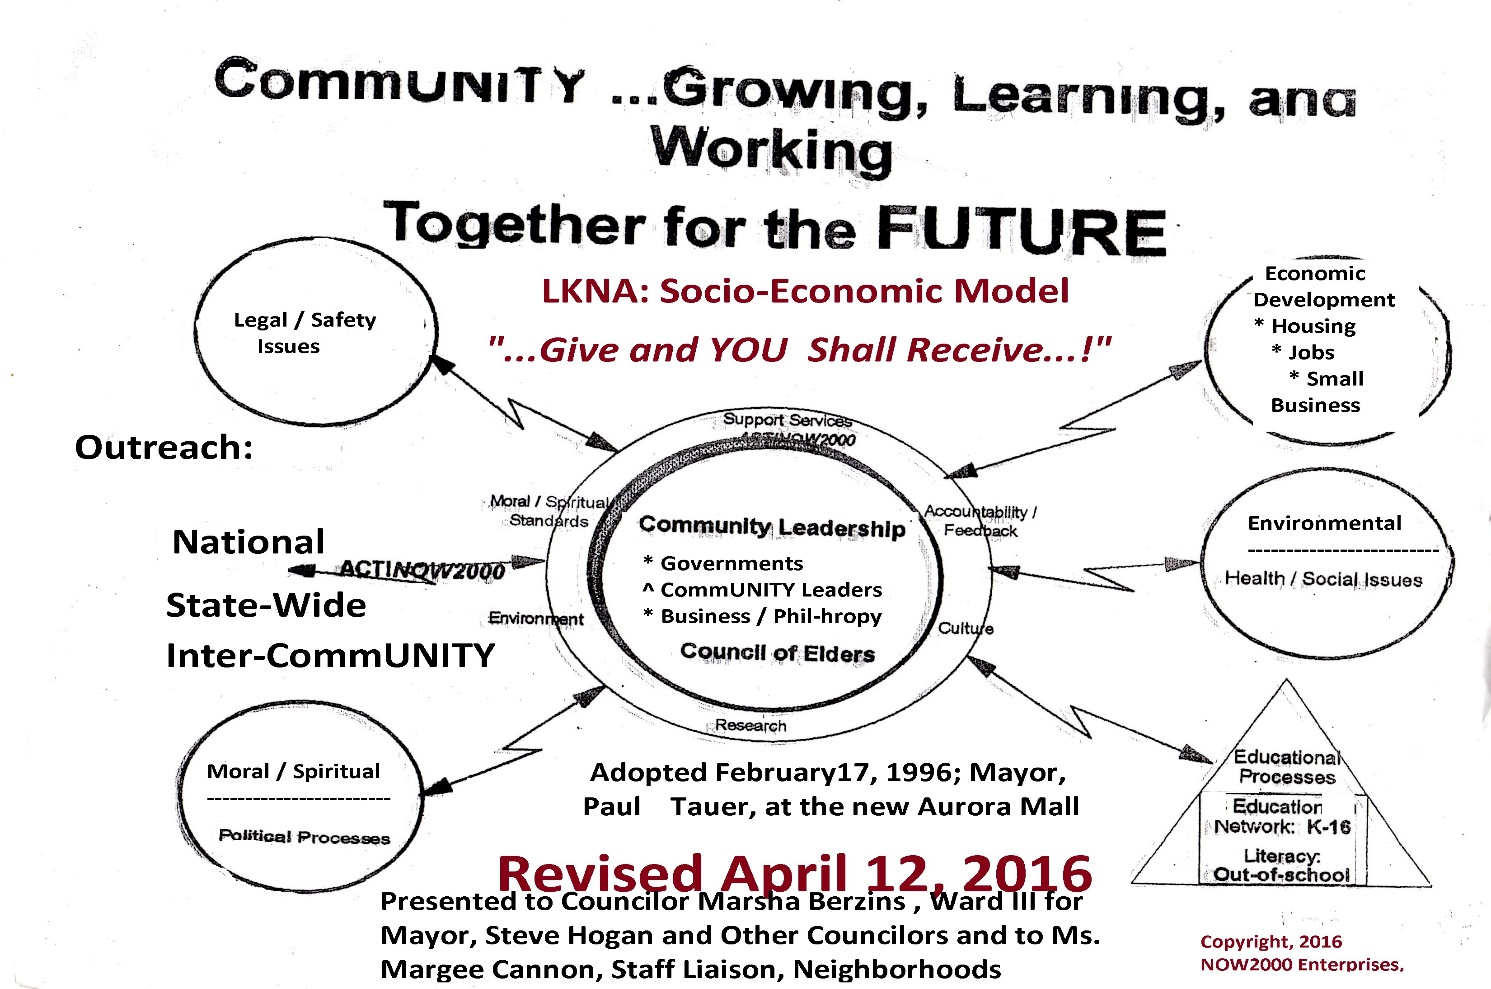 CommUNITY ...Growing, Learning, and
Working
Together for the FUTURE
LKNA: Socio-Economic Model
"...Give and YOU Shall Receive...!"
Legal / Safety
Issues
Economic
Development
* Housing
* Jobs
* Small
Business
Outreach:
National
ACTINOW2000
State-Wide
Inter-CommUNITY
Support Services
ACTINOW2000
Moral / Spiritual
Standards
Accountability /
Feedback
Environment
Culture
Research
Community Leadership
* Governments
^ CommUNITY Leaders
* Business / Phil-hropy
Council of Elders
Environmental
-------------------------
Health / Social Issues
Moral / Spiritual
------------------------
Political Processes
Educational
Processes
Education
Network: K-16
Literacy:
Out-of-school
Adopted February17, 1996; Mayor,
Paul Tauer, at the new Aurora Mall
Revised April 12, 2016
Presented to Councilor Marsha Berzins , Ward III for
Mayor, Steve Hogan and Other Councilors and to Ms.
Margee Cannon, Staff Liaison, Neighborhoods
Copyright, 2016
NOW2000 Enterprises,